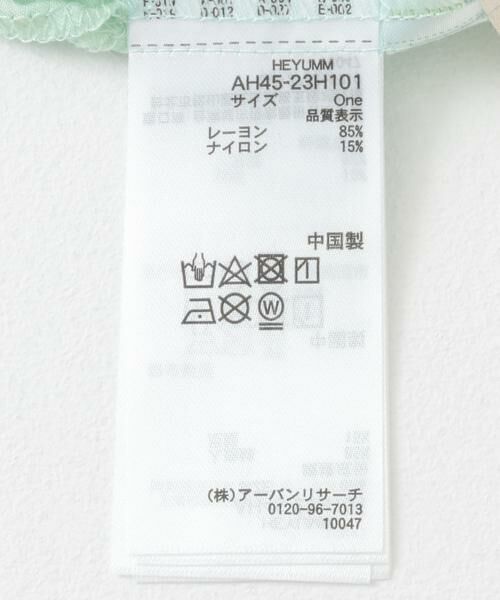 HEYUMM
AH45-23H101
サイズ One
品質表示
レーヨン 85%
ナイロン 15%
中国製
W
(株)アーバンリサーチ
0120-96-7013
10047